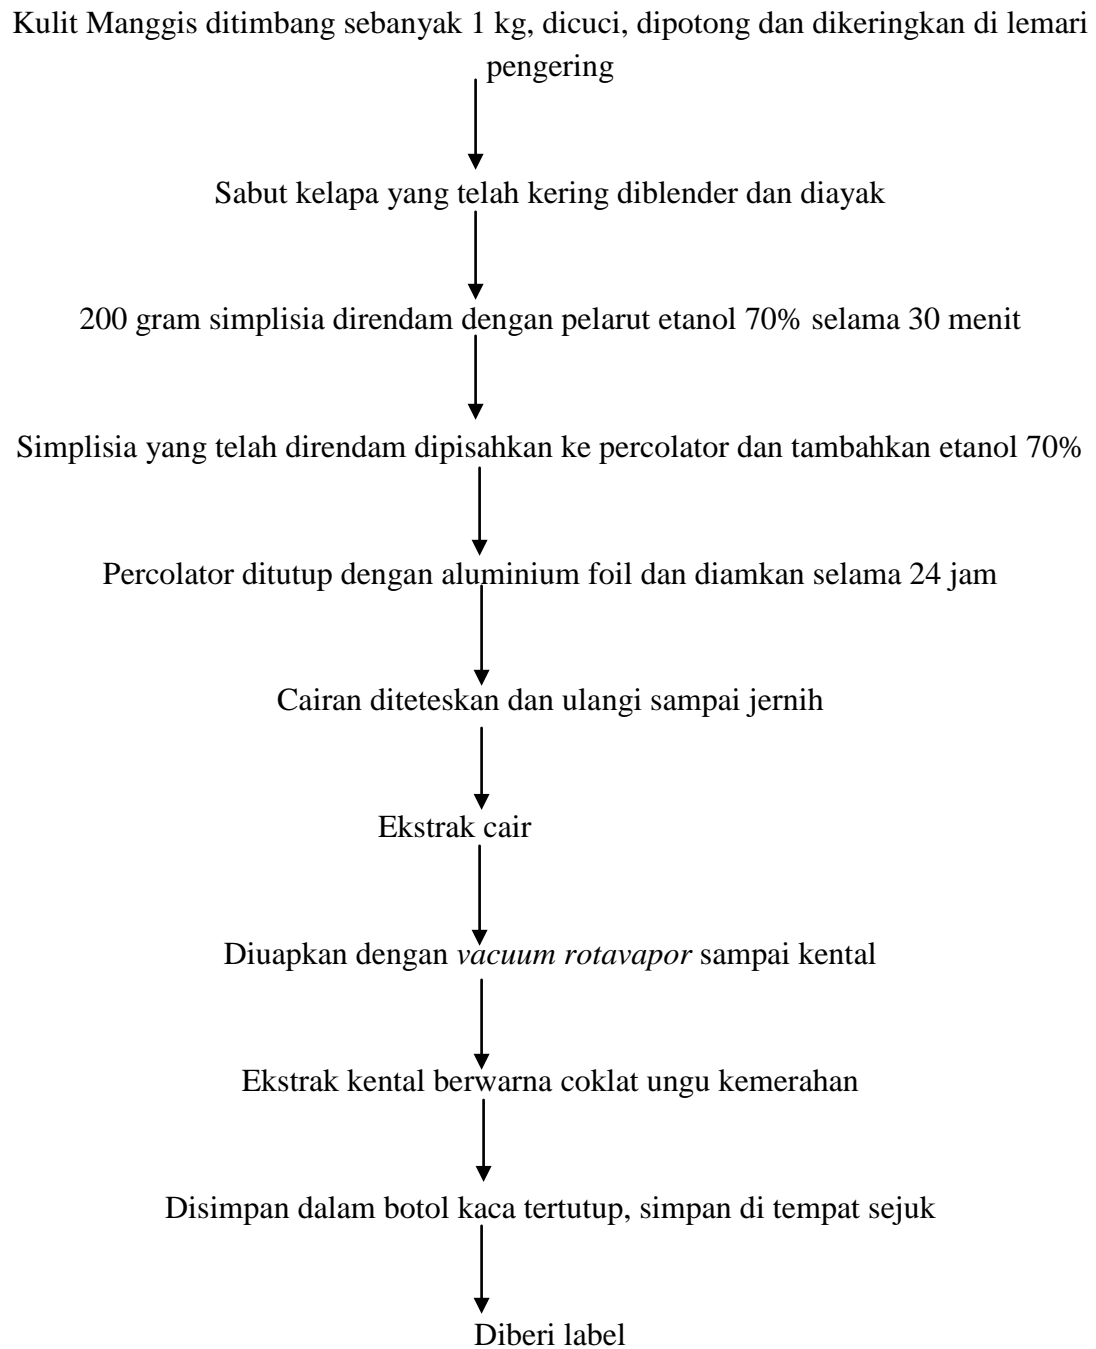 Kulit Manggis ditimbang sebanyak 1 kg, dicuci, dipotong dan dikeringkan di lemari
pengering
Sabut kelapa yang telah kering diblender dan diayak
200 gram simplisia direndam dengan pelarut etanol 70% selama 30 menit
Simplisia yang telah direndam dipisahkan ke percolator dan tambahkan etanol 70%
Percolator ditutup dengan aluminium foil dan diamkan selama 24 jam
Cairan diteteskan dan ulangi sampai jernih
Ekstrak cair
Diuapkan dengan vacuum rotavapor sampai kental
Ekstrak kental berwarna coklat ungu kemerahan
Disimpan dalam botol kaca tertutup, simpan di tempat sejuk
Diberi label